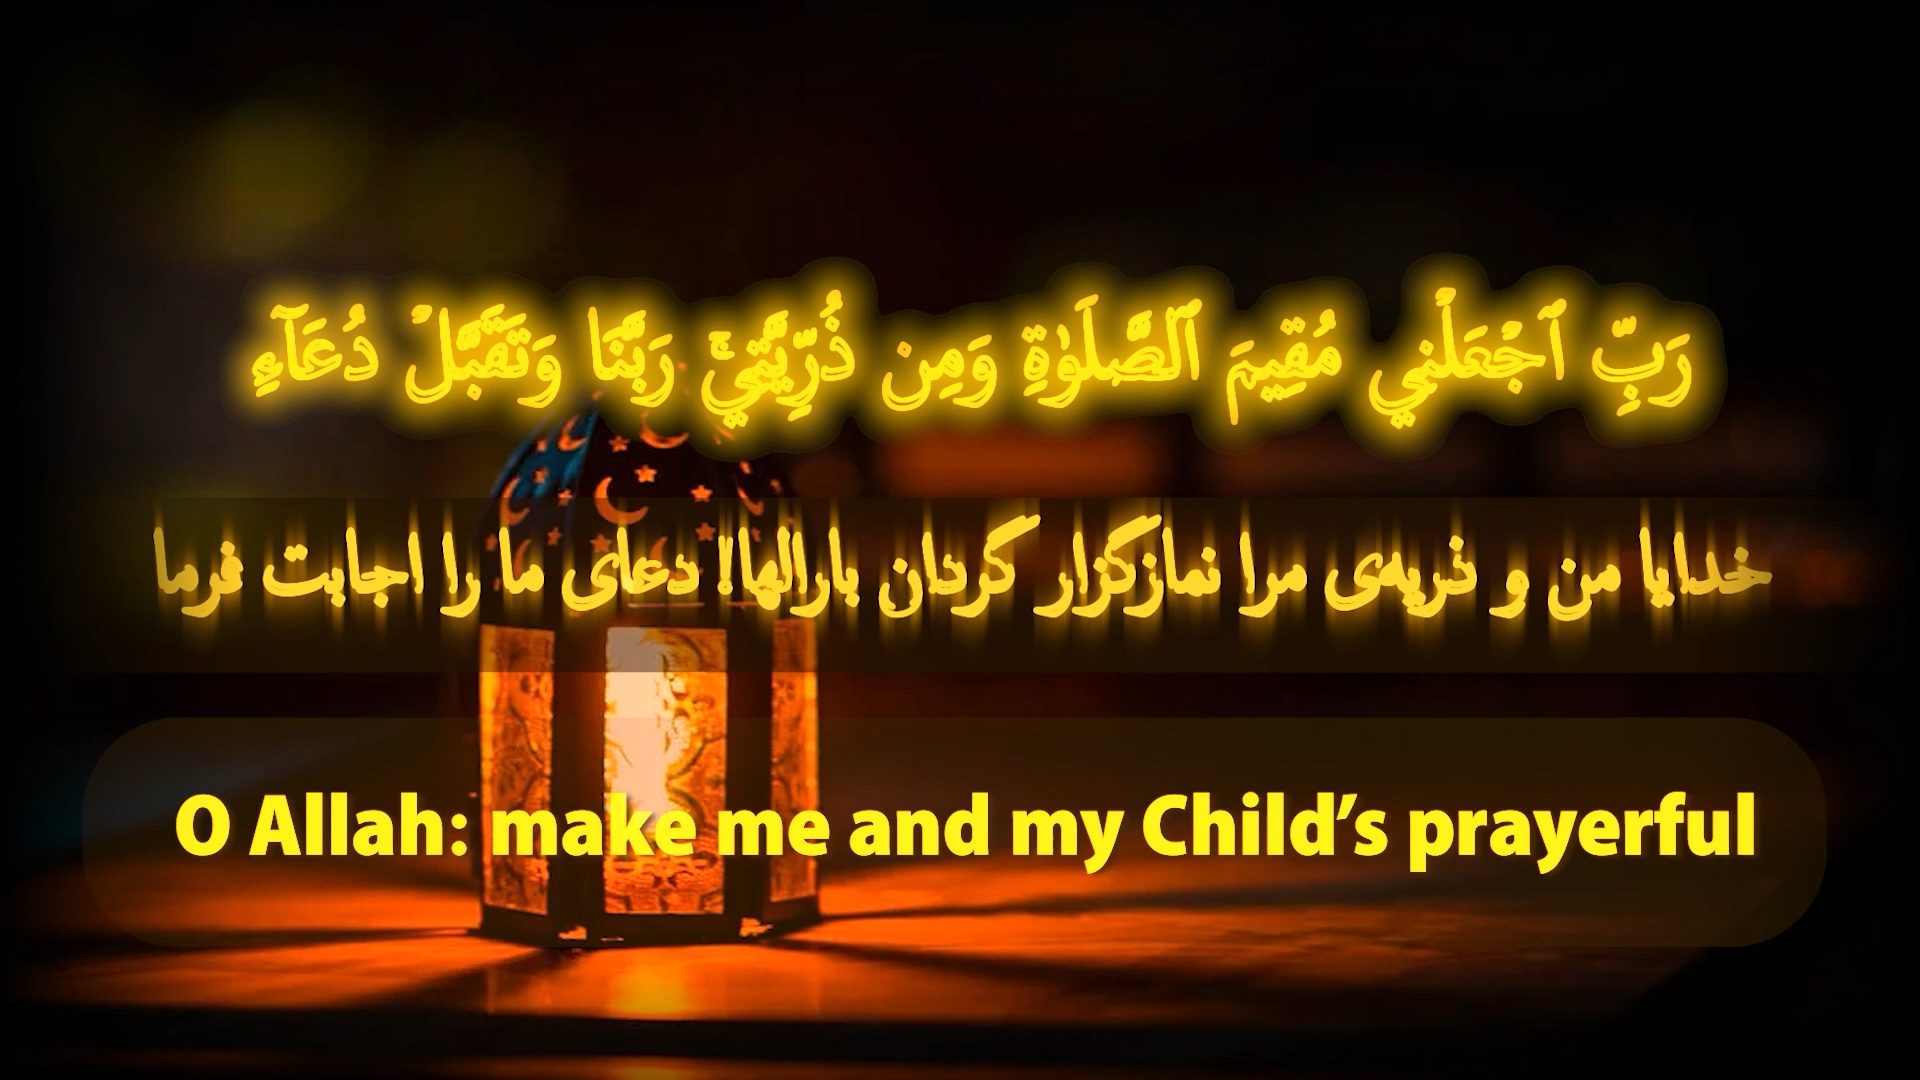 رَبِّ ٱجۡعَلۡنِي مُقِيمَ ٱلصَّلَوٰةِ وَمِن ذُرِّيَّتِيۚ رَبَّنَا وَتَقَبَّلۡ دُعَآءِ
خدایا من و ذریه‌ی مرا نمازگزار گردان بارالها! دعای ما را اجابت فرما
O Allah: make me and my Child’s prayerful